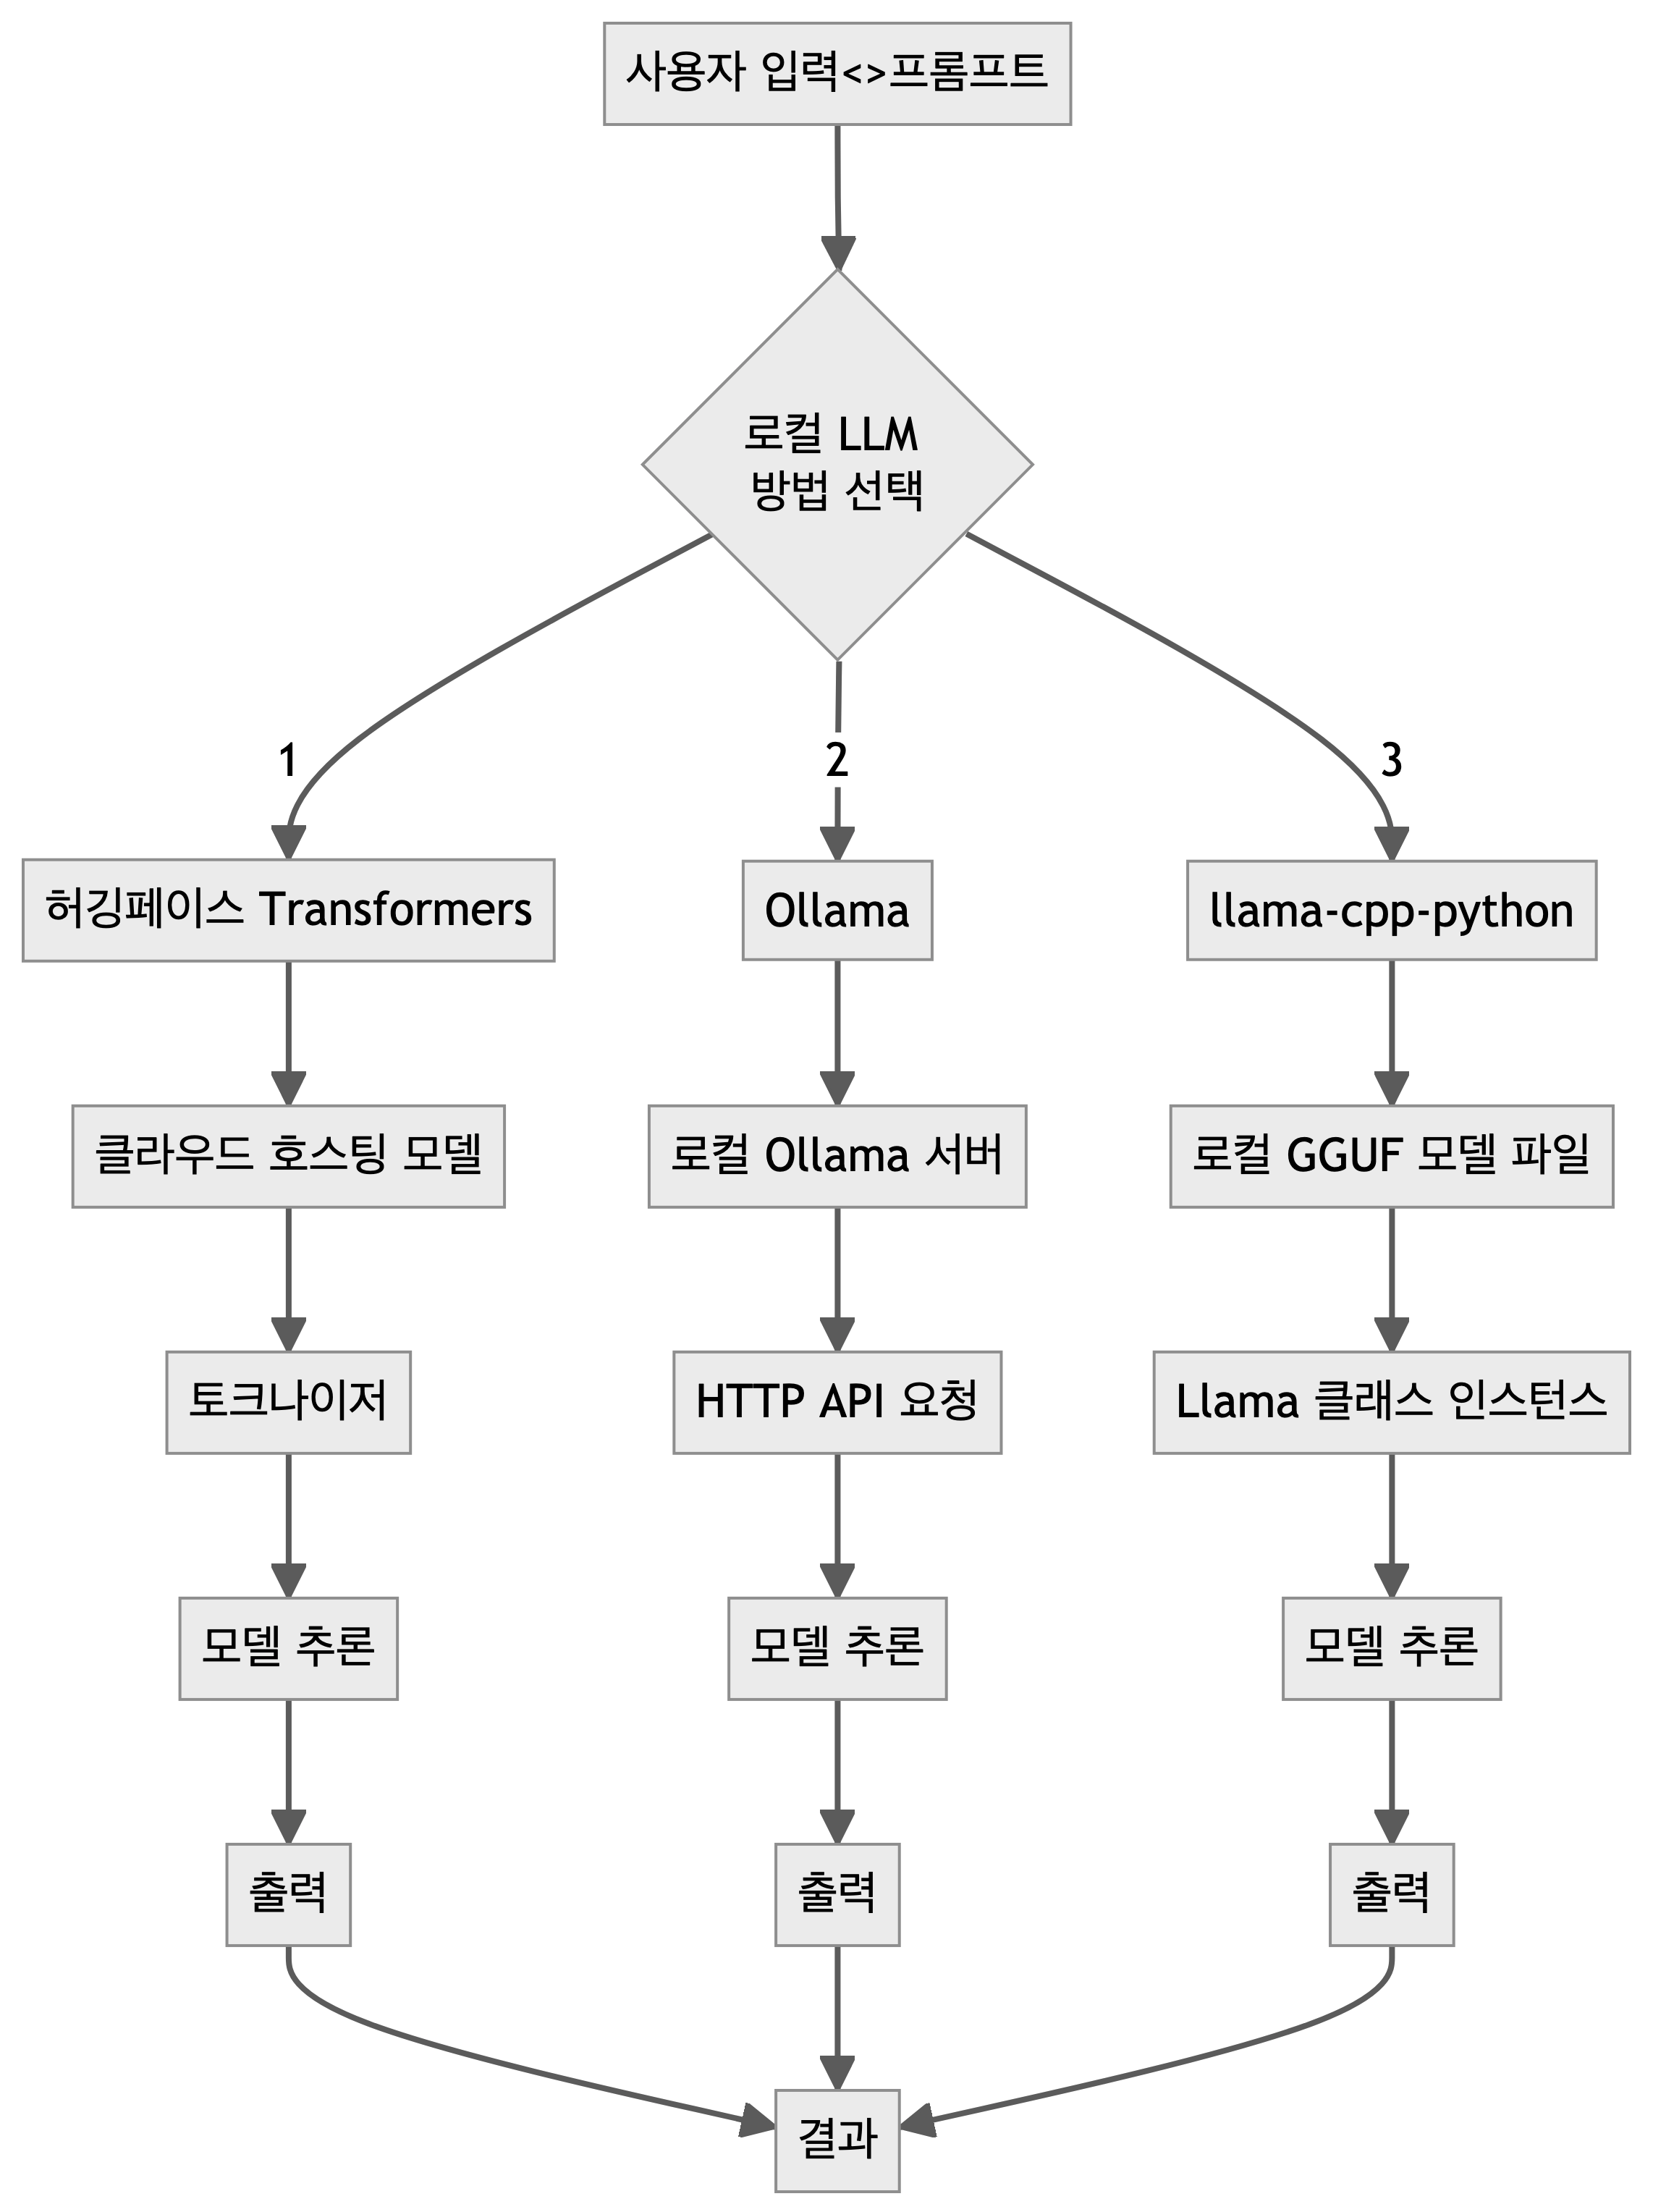 사용자 입력<>프롬프트
로컬 LLM
방법 선택
1
2
3
허깅페이스 Transformers
Ollama
llama-cpp-python
클라우드 호스팅 모델
로컬 Ollama 서버
로컬 GGUF 모델 파일
토크나이저
HTTP API 요청
Llama 클래스 인스턴스
모델 추론
모델 추론
모델 추론
출력
출력
출력
결과